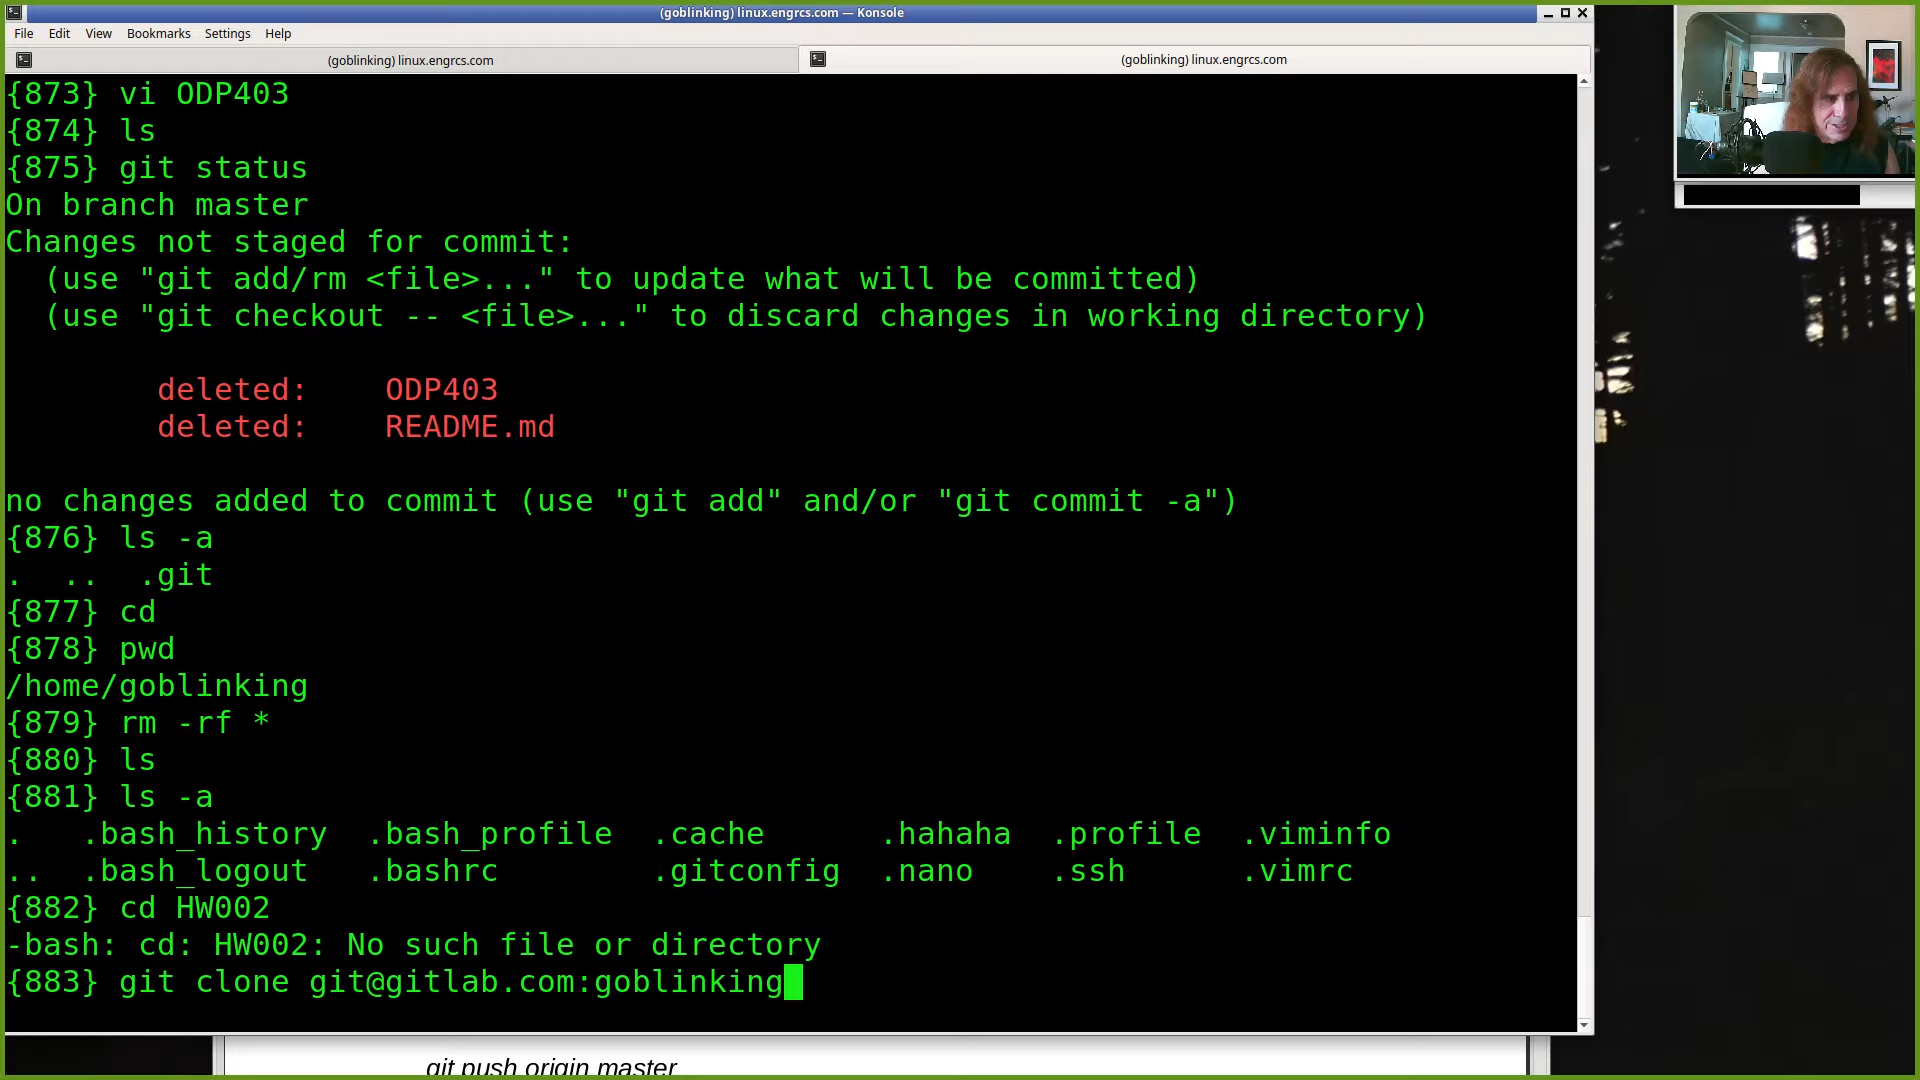 (goblinking) linux.engrcs.com — Konsole
File Edit View Bookmarks Settings Help
(goblinking) linux.engrcs.com (goblinking) linux.engrcs.com
{873} vi ODP403
{874} ls
{875} git status
On branch master
Changes not staged for commit:
  (use "git add/rm <file>..." to update what will be committed)
  (use "git checkout -- <file>..." to discard changes in working directory)
        deleted:    ODP403
        deleted:    README.md
no changes added to commit (use "git add" and/or "git commit -a")
{876} ls -a
.  ..  .git
{877} cd
{878} pwd
/home/goblinking
{879} rm -rf *
{880} ls
{881} ls -a
.   .bash_history  .bash_profile  .cache      .hahaha  .profile  .viminfo
..  .bash_logout   .bashrc        .gitconfig  .nano    .ssh      .vimrc
{882} cd HW002
-bash: cd: HW002: No such file or directory
{883} git clone git@gitlab.com:goblinking
git push origin master